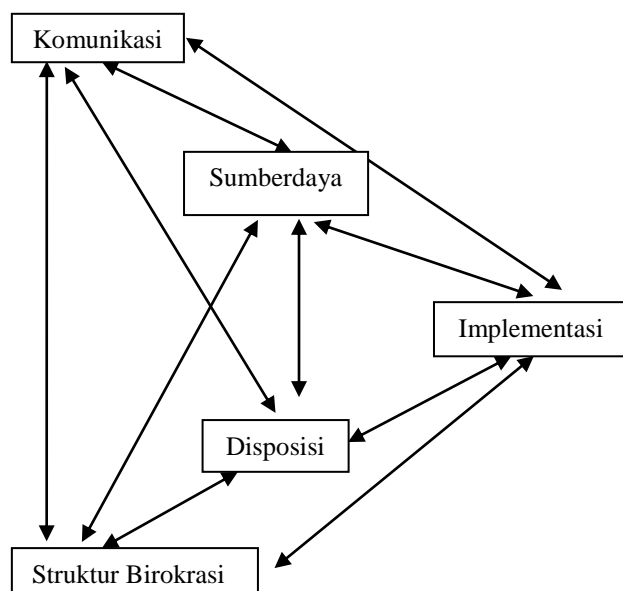 Komunikasi
Sumberdaya
Implementasi
Disposisi
Struktur Birokrasi